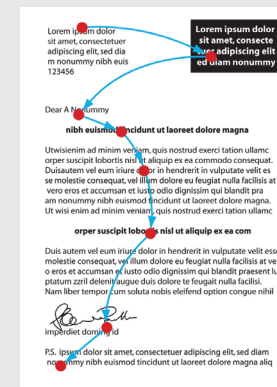 Lorem ipsum dolor
sit amet, consectetuer
adipiscing elit, sed dia
m nonummy nibh euis
123456
Lorem ipsum dolor
sit amet, consecte
tuer adipiscing elit
ed diam nonummy
Dear A Nonummy
nibh euismod tincidunt ut laoreet dolore magna
Utwisienim ad minim veniam, quis nostrud exerci tation ullamc
orper suscipit lobortis nisl ut aliquip ex ea commodo consequat.
Duisautem vel eum iriure dolor in hendrerit in vulputate velit es
se molestie consequat, vel illum dolore eu feugiat nulla facilisis at
vero eros et accumsan et iusto odio dignissim qui blandit pra
am nonummy nibh euismod tincidunt ut laoreet dolore magna.
Ut wisi enim ad minim veniam, quis nostrud exerci tation ullamc
orper suscipit lobortis nisl ut aliquip ex ea com
Duis autem vel eum iriure dolor in hendrerit in vulputate velit esse
molestie consequat, vel illum dolore eu feugiat nulla facilisis at ve
o eros et accumsan et iusto odio dignissim qui blandit praesent lu
ptatum zzril delenit augue duis dolore te feugait nulla facilisi.
Nam liber tempor cum soluta nobis eleifend option congue nihil
imperdiet doming id
P.S. ipsum dolor sit amet, consectetuer adipiscing elit, sed diam
nonummy nibh euismod tincidunt ut laoreet dolore magna aliq